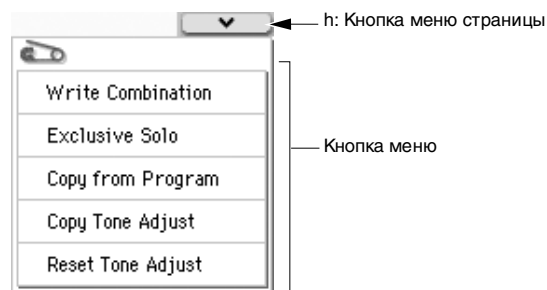 h: Кнопка меню страницы
Write Combination
Exclusive Solo
Кнопка меню
Copy from Program
Copy Tone Adjust
Reset Tone Adjust